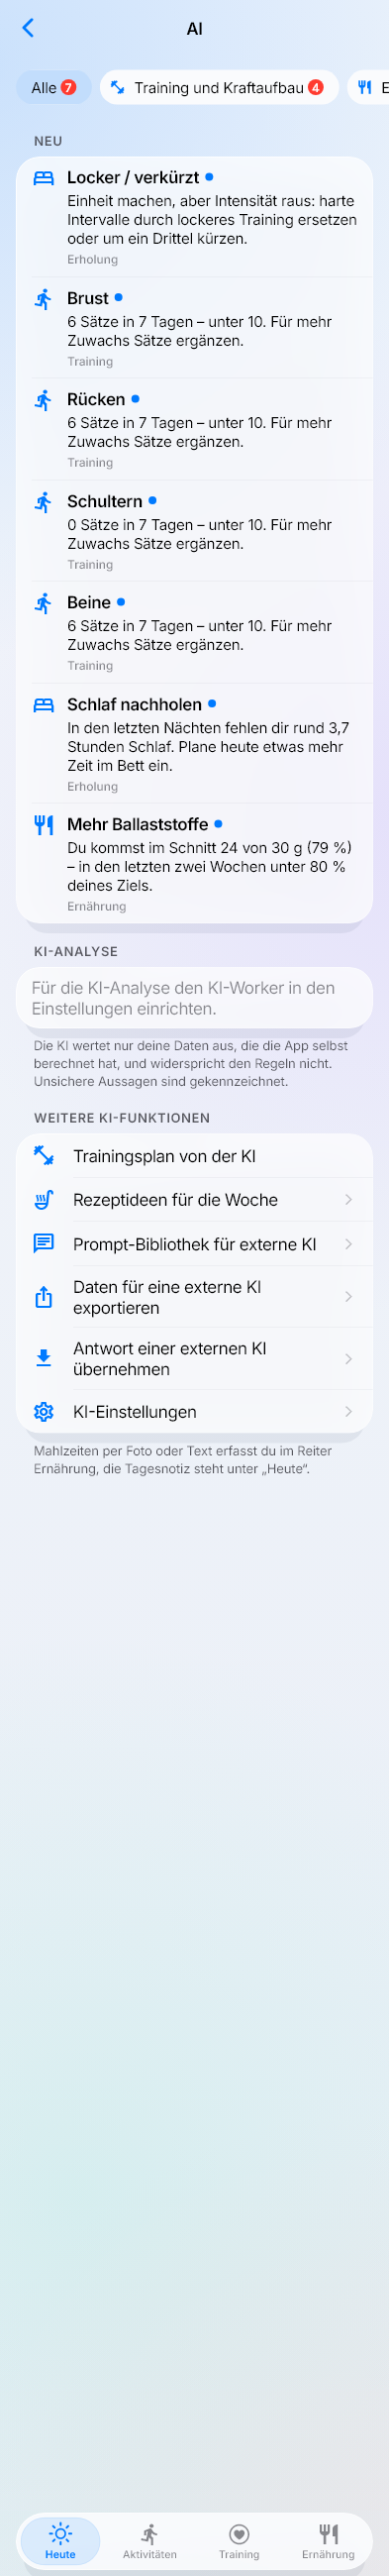 AI
Alle 7
Training und Kraftaufbau 4
E
NEU
Locker / verkürzt
Einheit machen, aber Intensität raus: harte
Intervalle durch lockeres Training ersetzen
oder um ein Drittel kürzen.
Erholung
Brust
6 Sätze in 7 Tagen – unter 10. Für mehr
Zuwachs Sätze ergänzen.
Training
Rücken
6 Sätze in 7 Tagen – unter 10. Für mehr
Zuwachs Sätze ergänzen.
Training
Schultern
0 Sätze in 7 Tagen – unter 10. Für mehr
Zuwachs Sätze ergänzen.
Training
Beine
6 Sätze in 7 Tagen – unter 10. Für mehr
Zuwachs Sätze ergänzen.
Training
Schlaf nachholen
In den letzten Nächten fehlen dir rund 3,7
Stunden Schlaf. Plane heute etwas mehr
Zeit im Bett ein.
Erholung
Mehr Ballaststoffe
Du kommst im Schnitt 24 von 30 g (79 %)
– in den letzten zwei Wochen unter 80 %
deines Ziels.
Ernährung
KI-ANALYSE
Für die KI-Analyse den KI-Worker in den
Einstellungen einrichten.
Die KI wertet nur deine Daten aus, die die App selbst
berechnet hat, und widerspricht den Regeln nicht.
Unsichere Aussagen sind gekennzeichnet.
WEITERE KI-FUNKTIONEN
Trainingsplan von der KI
Rezeptideen für die Woche
Prompt-Bibliothek für externe KI
Daten für eine externe KI
exportieren
Antwort einer externen KI
übernehmen
KI-Einstellungen
Mahlzeiten per Foto oder Text erfasst du im Reiter
Ernährung, die Tagesnotiz steht unter „Heute“.
Heute
Aktivitäten
Training
Ernährung